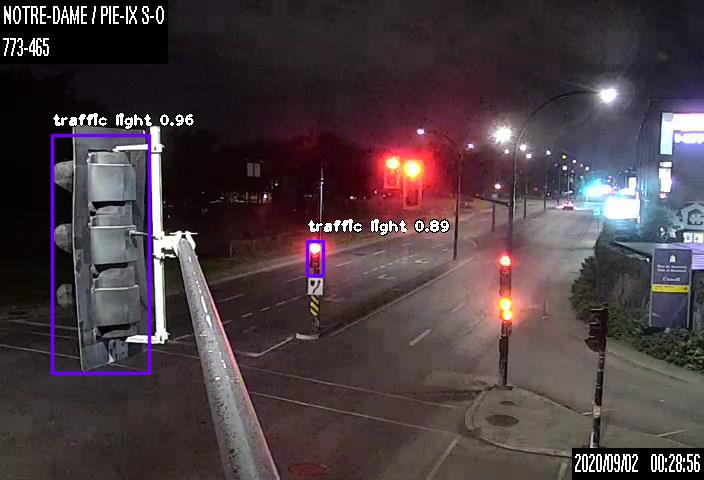 NOTRE-DAME / PIE-IX S-O
773-465
traffic light 0.96
traffic light 0.89
Canada
2020/09/02 00:28:56